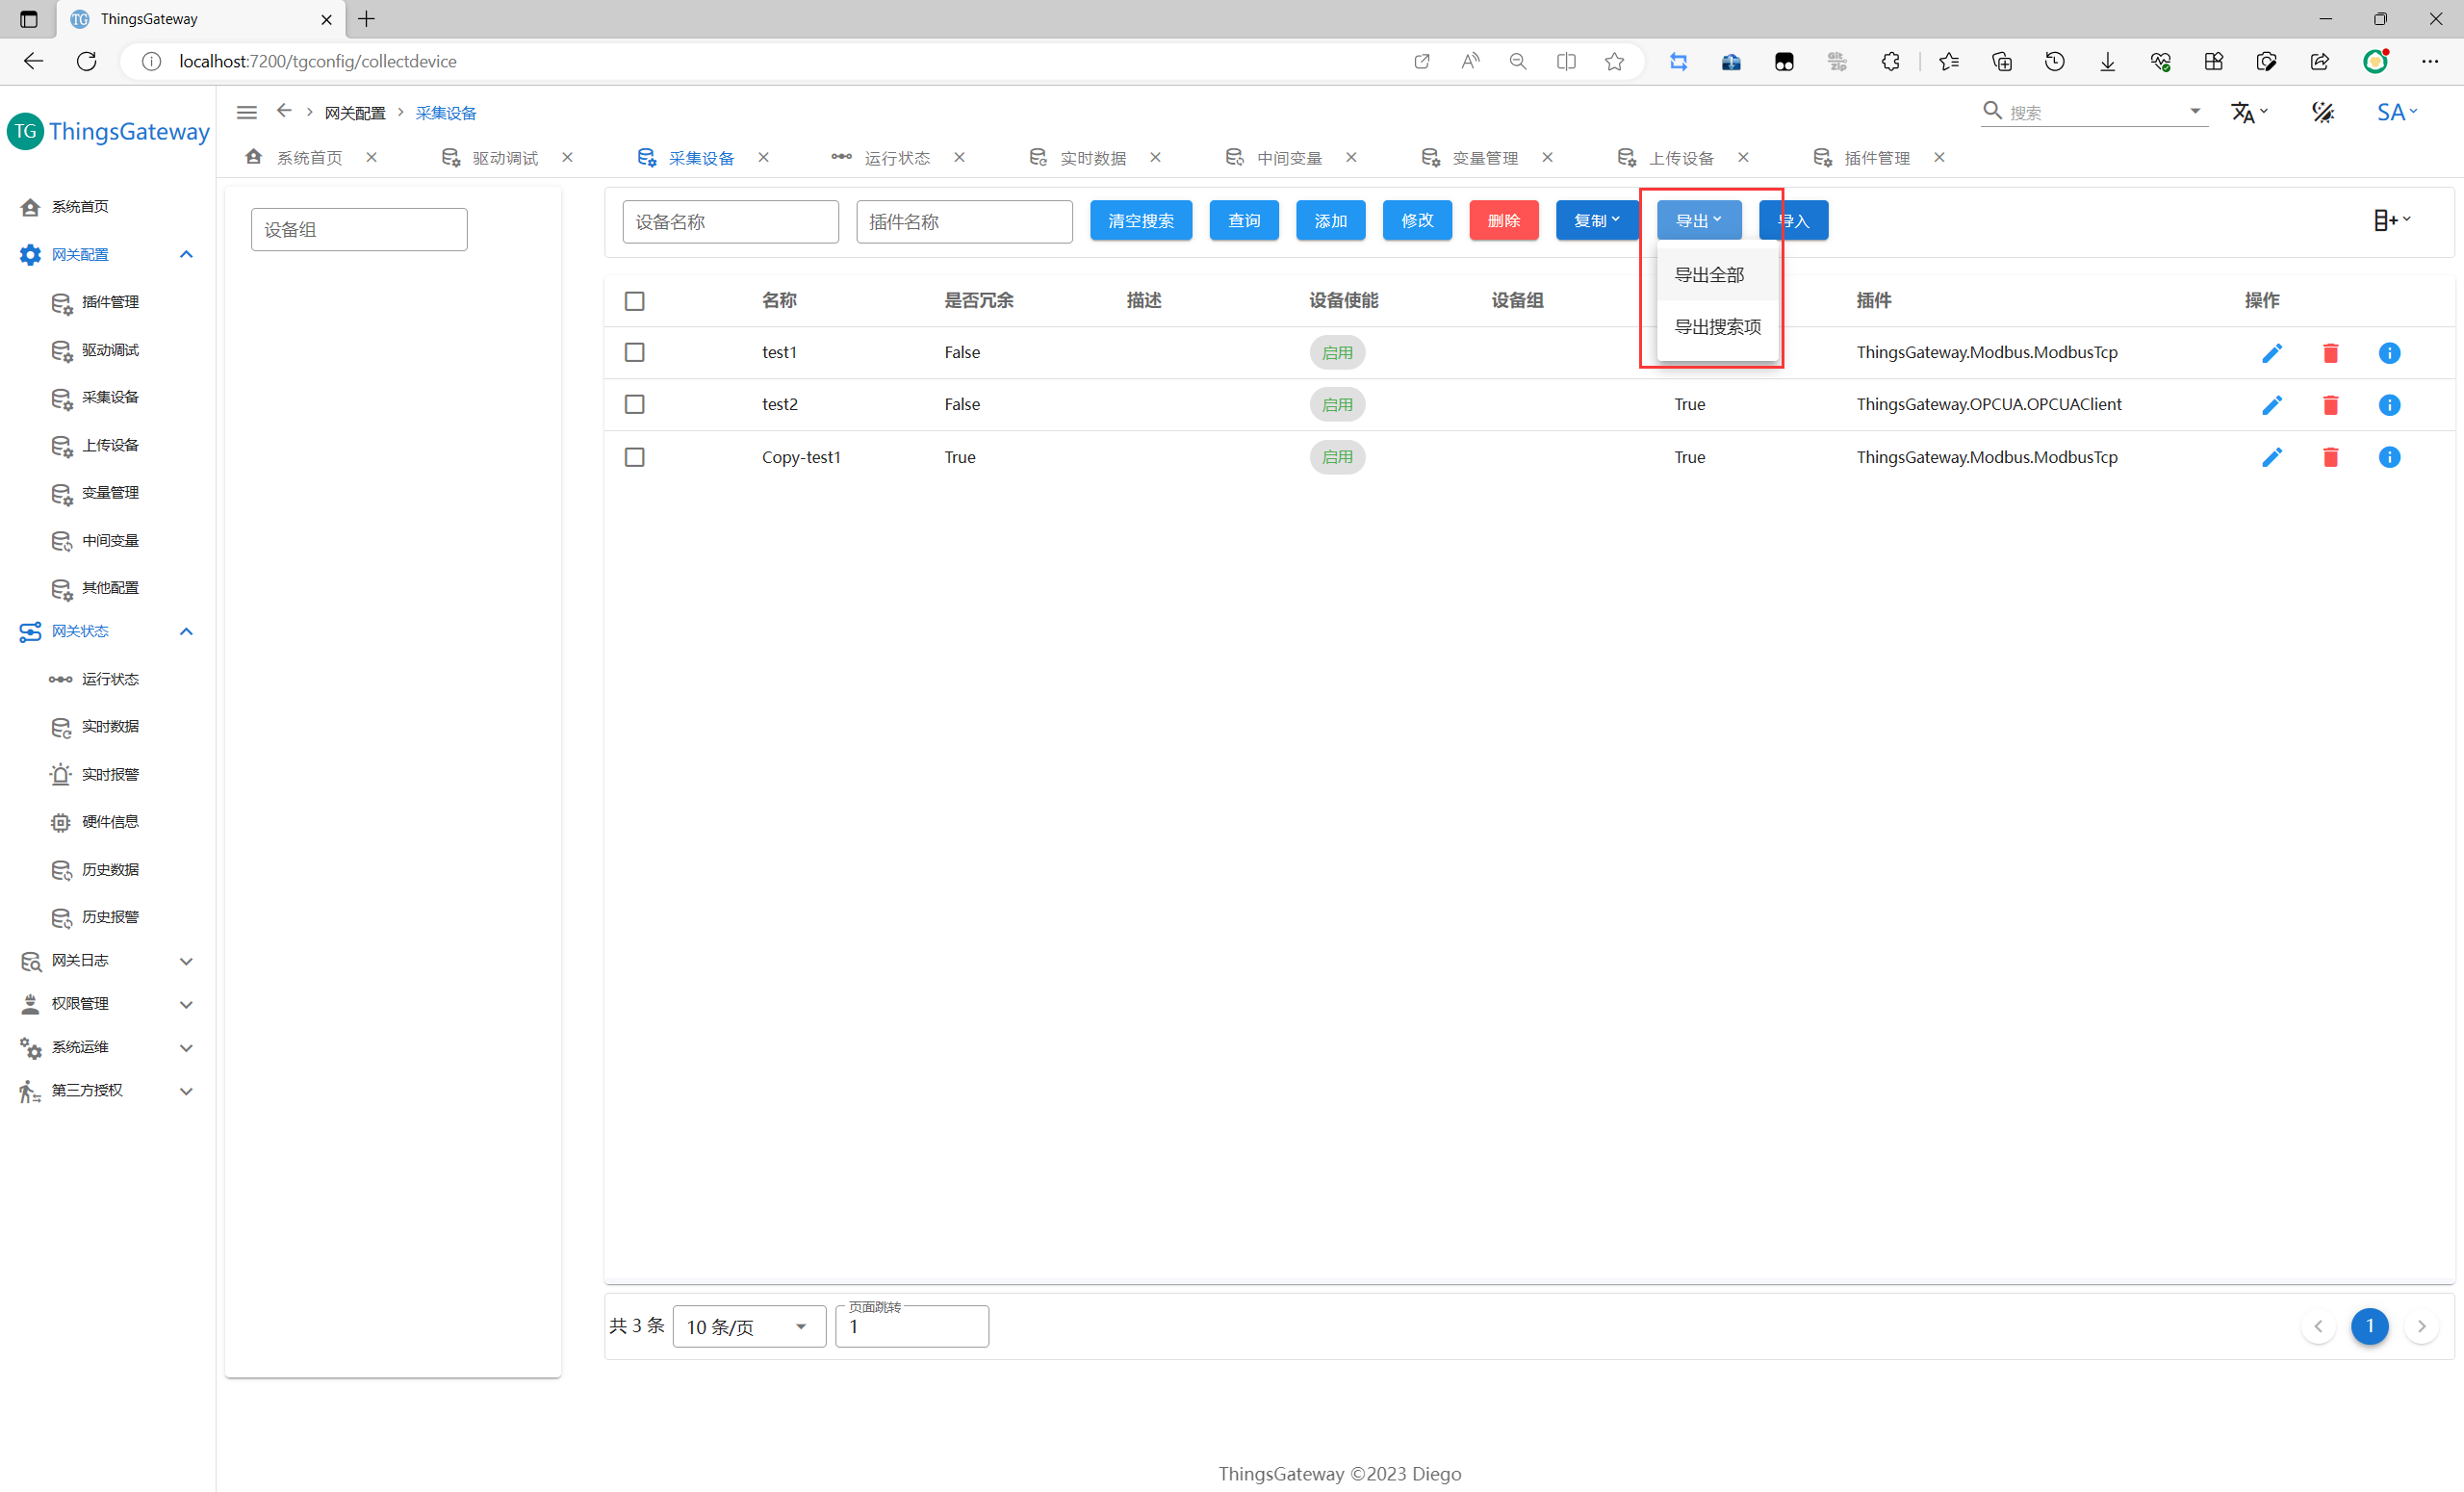 ThingsGateway
localhost:7200/tgconfig/collectdevice
TG ThingsGateway
网关配置 采集设备
搜索
SA
系统首页 驱动调试 采集设备 运行状态 实时数据 中间变量 变量管理 上传设备 插件管理
系统首页
网关配置
插件管理
驱动调试
采集设备
上传设备
变量管理
中间变量
其他配置
网关状态
运行状态
实时数据
实时报警
硬件信息
历史数据
历史报警
网关日志
权限管理
系统运维
第三方授权
设备组
设备名称 插件名称 清空搜索 查询 添加 修改 删除 复制 导出 导入
导出全部
导出搜索项
名称 是否冗余 描述 设备使能 设备组 插件 操作
test1 False 启用 ThingsGateway.Modbus.ModbusTcp
test2 False 启用 True ThingsGateway.OPCUA.OPCUAClient
Copy-test1 True 启用 True ThingsGateway.Modbus.ModbusTcp
共 3 条 10 条/页 页面跳转 1
1
ThingsGateway ©2023 Diego